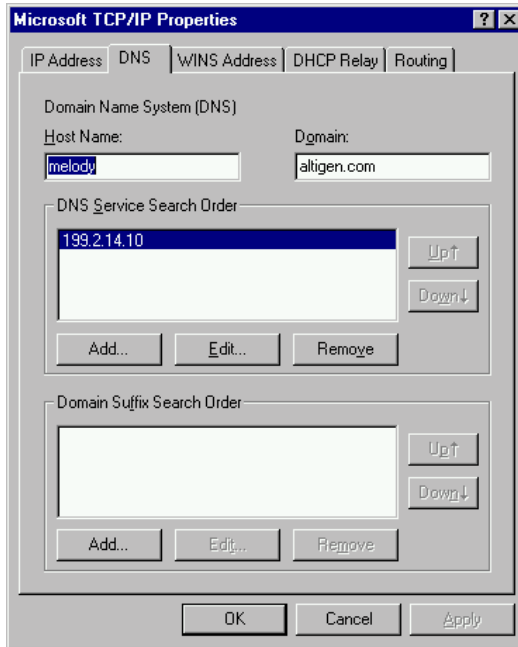 Microsoft TCP/IP Properties
IP Address DNS WINS Address DHCP Relay Routing
Domain Name System (DNS)
Host Name: Domain:
melody altigen.com
DNS Service Search Order
199.2.14.10
Up↑
Down↓
Add... Edit... Remove
Domain Suffix Search Order
Up↑
Down↓
Add... Edit... Remove
OK Cancel Apply